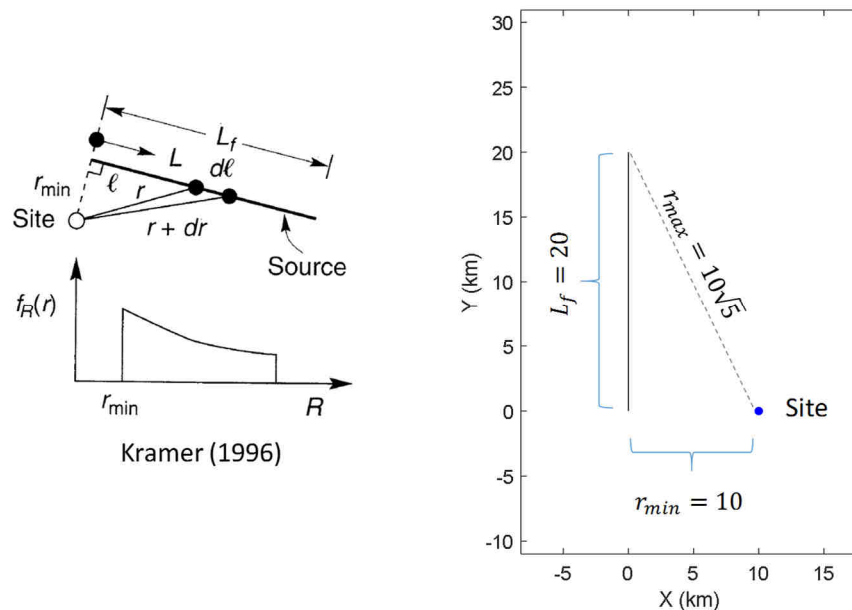 L_f
L
dℓ
r_min
ℓ
r
Site
r + dr
Source
f_R(r)
r_min
R
Kramer (1996)
30
25
20
15
10
5
0
-5
-10
Y (km)
L_f = 20
r_max = 10√5
Site
r_min = 10
-5 0 5 10 15
X (km)